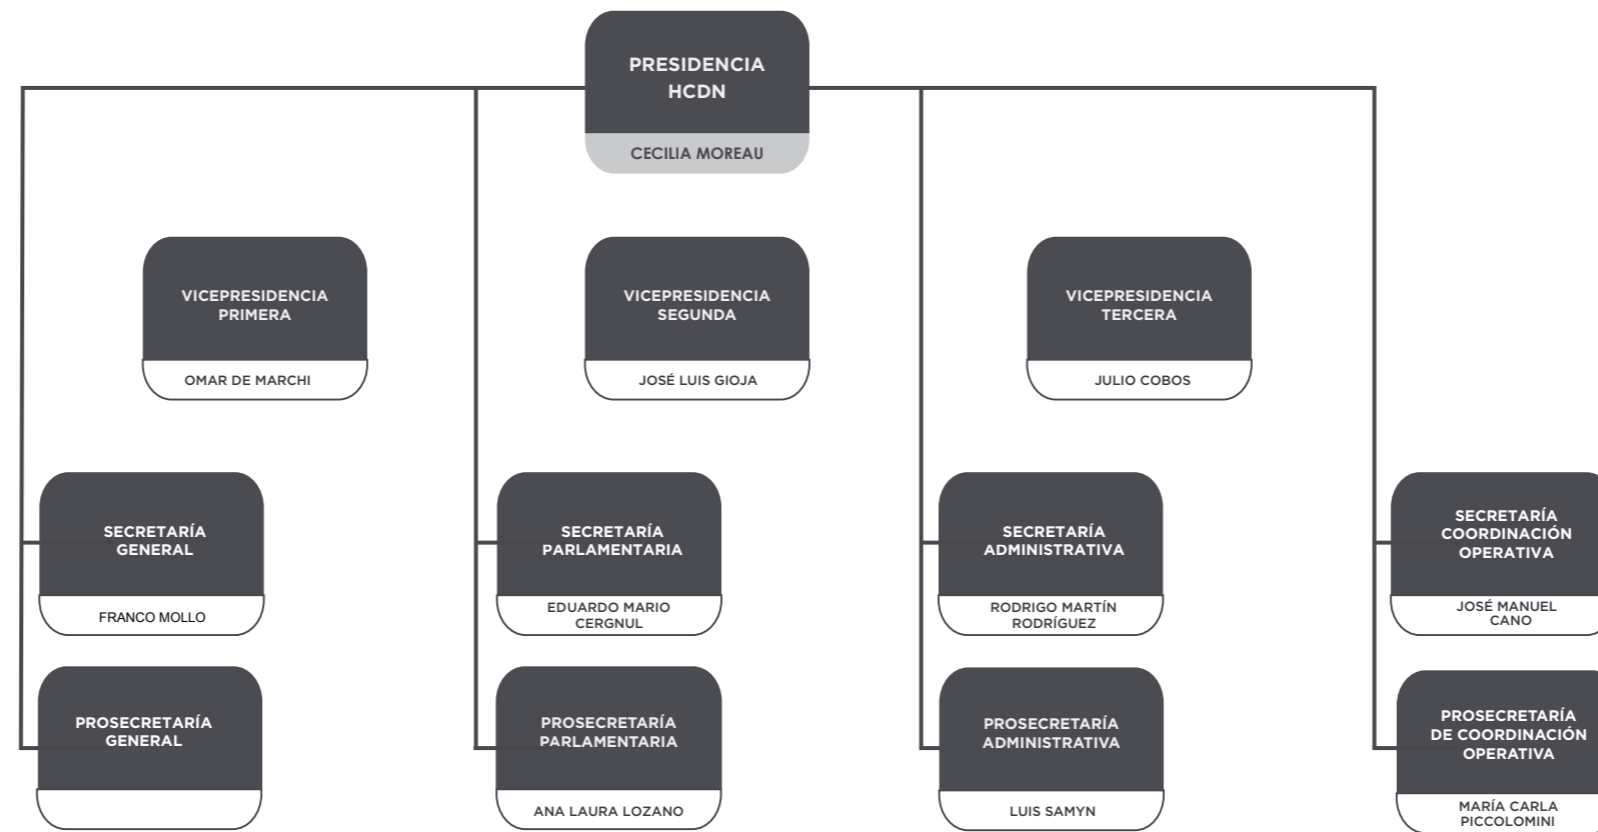 PRESIDENCIA
HCDN
CECILIA MOREAU
VICEPRESIDENCIA
PRIMERA
OMAR DE MARCHI
VICEPRESIDENCIA
SEGUNDA
JOSÉ LUIS GIOJA
VICEPRESIDENCIA
TERCERA
JULIO COBOS
SECRETARÍA
GENERAL
FRANCO MOLLO
SECRETARÍA
PARLAMENTARIA
EDUARDO MARIO
CERGNUL
SECRETARÍA
ADMINISTRATIVA
RODRIGO MARTÍN
RODRÍGUEZ
SECRETARÍA
COORDINACIÓN
OPERATIVA
JOSÉ MANUEL
CANO
PROSECRETARÍA
GENERAL
PROSECRETARÍA
PARLAMENTARIA
ANA LAURA LOZANO
PROSECRETARÍA
ADMINISTRATIVA
LUIS SAMYN
PROSECRETARÍA
DE COORDINACIÓN
OPERATIVA
MARÍA CARLA
PICCOLOMINI